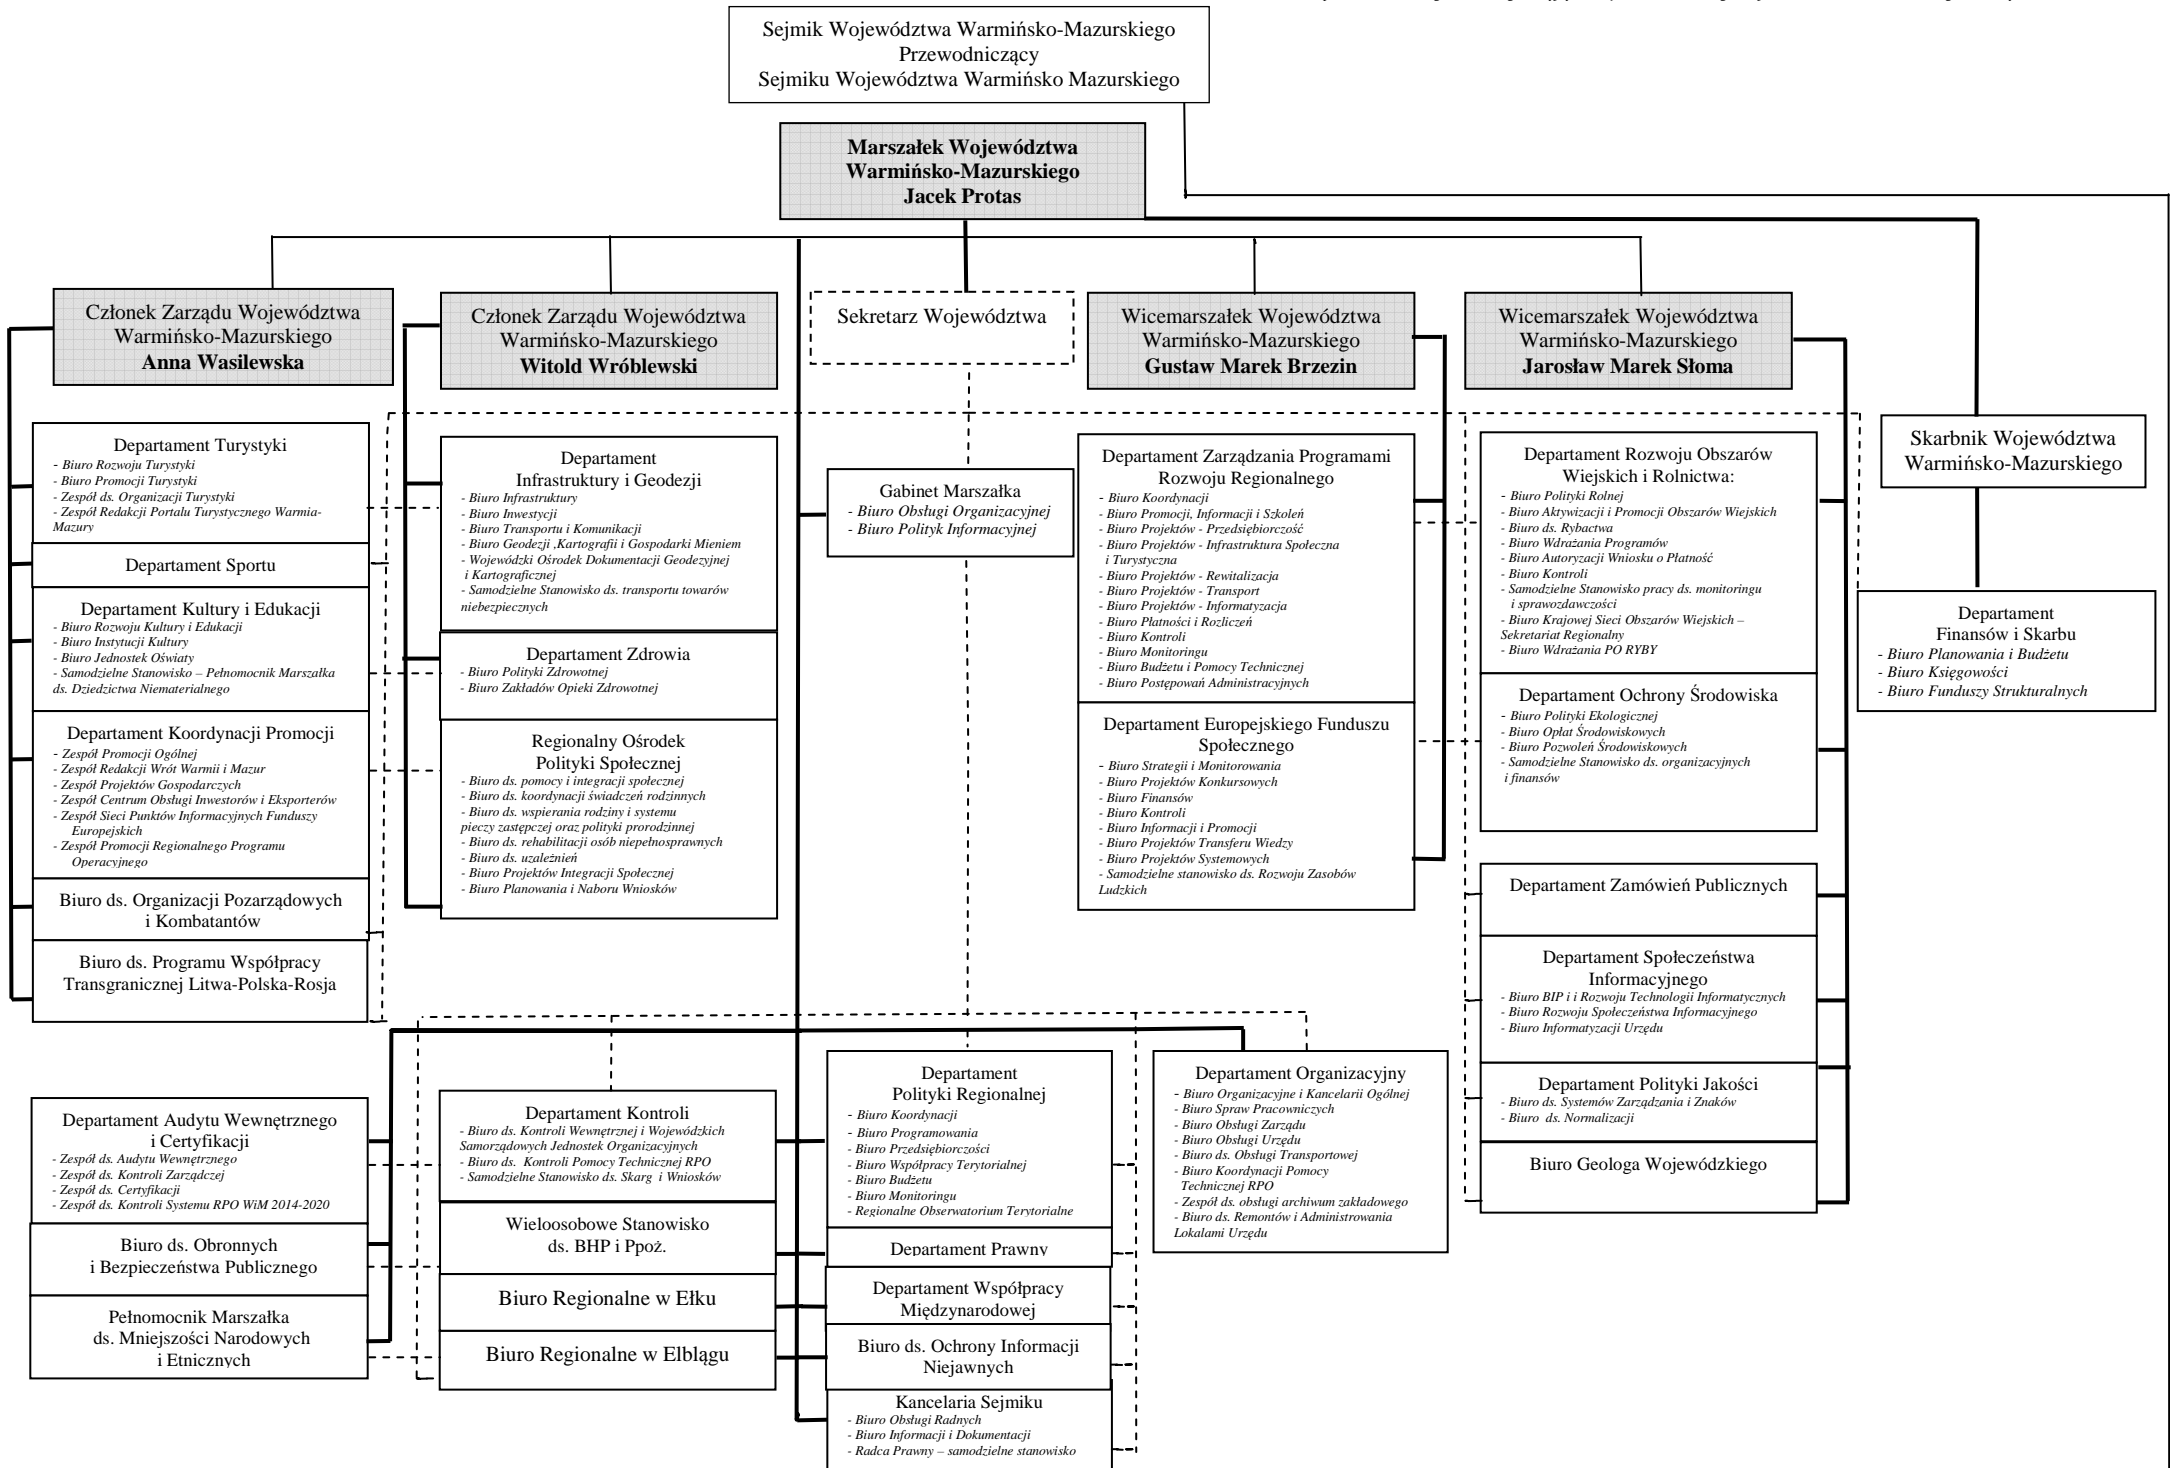 Sejmik Województwa Warmińsko-Mazurskiego
Przewodniczący
Sejmiku Województwa Warmińsko Mazurskiego
Marszałek Województwa
Warmińsko-Mazurskiego
Jacek Protas
Członek Zarządu Województwa
Warmińsko-Mazurskiego
Anna Wasilewska
Członek Zarządu Województwa
Warmińsko-Mazurskiego
Witold Wróblewski
Sekretarz Województwa
Wicemarszałek Województwa
Warmińsko-Mazurskiego
Gustaw Marek Brzezin
Wicemarszałek Województwa
Warmińsko-Mazurskiego
Jarosław Marek Słoma
Skarbnik Województwa
Warmińsko-Mazurskiego
Departament Turystyki
- Biuro Rozwoju Turystyki
- Biuro Promocji Turystyki
- Zespół ds. Organizacji Turystyki
- Zespół Redakcji Portalu Turystycznego Warmia-
Mazury
Departament Sportu
Departament Kultury i Edukacji
- Biuro Rozwoju Kultury i Edukacji
- Biuro Instytucji Kultury
- Biuro Jednostek Oświaty
- Samodzielne Stanowisko – Pełnomocnik Marszałka
ds. Dziedzictwa Niematerialnego
Departament Koordynacji Promocji
- Zespół Promocji Ogólnej
- Zespół Redakcji Wrót Warmii i Mazur
- Zespół Projektów Gospodarczych
- Zespół Centrum Obsługi Inwestorów i Eksporterów
- Zespół Sieci Punktów Informacyjnych Funduszy
Europejskich
- Zespół Promocji Regionalnego Programu
Operacyjnego
Biuro ds. Organizacji Pozarządowych
i Kombatantów
Biuro ds. Programu Współpracy
Transgranicznej Litwa-Polska-Rosja
Departament
Infrastruktury i Geodezji
- Biuro Infrastruktury
- Biuro Inwestycji
- Biuro Transportu i Komunikacji
- Biuro Geodezji ,Kartografii i Gospodarki Mieniem
- Wojewódzki Ośrodek Dokumentacji Geodezyjnej
i Kartograficznej
- Samodzielne Stanowisko ds. transportu towarów
niebezpiecznych
Departament Zdrowia
- Biuro Polityki Zdrowotnej
- Biuro Zakładów Opieki Zdrowotnej
Regionalny Ośrodek
Polityki Społecznej
- Biuro ds. pomocy i integracji społecznej
- Biuro ds. koordynacji świadczeń rodzinnych
- Biuro ds. wspierania rodziny i systemu
pieczy zastępczej oraz polityki prorodzinnej
- Biuro ds. rehabilitacji osób niepełnosprawnych
- Biuro ds. uzależnień
- Biuro Projektów Integracji Społecznej
- Biuro Planowania i Naboru Wniosków
Gabinet Marszałka
- Biuro Obsługi Organizacyjnej
- Biuro Polityk Informacyjnej
Departament Zarządzania Programami
Rozwoju Regionalnego
- Biuro Koordynacji
- Biuro Promocji, Informacji i Szkoleń
- Biuro Projektów - Przedsiębiorczość
- Biuro Projektów - Infrastruktura Społeczna
i Turystyczna
- Biuro Projektów - Rewitalizacja
- Biuro Projektów - Transport
- Biuro Projektów - Informatyzacja
- Biuro Płatności i Rozliczeń
- Biuro Kontroli
- Biuro Monitoringu
- Biuro Budżetu i Pomocy Technicznej
- Biuro Postępowań Administracyjnych
Departament Europejskiego Funduszu
Społecznego
- Biuro Strategii i Monitorowania
- Biuro Projektów Konkursowych
- Biuro Finansów
- Biuro Kontroli
- Biuro Informacji i Promocji
- Biuro Projektów Transferu Wiedzy
- Biuro Projektów Systemowych
- Samodzielne stanowisko ds. Rozwoju Zasobów
Ludzkich
Departament Rozwoju Obszarów
Wiejskich i Rolnictwa:
- Biuro Polityki Rolnej
- Biuro Aktywizacji i Promocji Obszarów Wiejskich
- Biuro ds. Rybactwa
- Biuro Wdrażania Programów
- Biuro Autoryzacji Wniosku o Płatność
- Biuro Kontroli
- Samodzielne Stanowisko pracy ds. monitoringu
i sprawozdawczości
- Biuro Krajowej Sieci Obszarów Wiejskich –
Sekretariat Regionalny
- Biuro Wdrażania PO RYBY
Departament Ochrony Środowiska
- Biuro Polityki Ekologicznej
- Biuro Opłat Środowiskowych
- Biuro Pozwoleń Środowiskowych
- Samodzielne Stanowisko ds. organizacyjnych
i finansów
Departament
Finansów i Skarbu
- Biuro Planowania i Budżetu
- Biuro Księgowości
- Biuro Funduszy Strukturalnych
Departament Zamówień Publicznych
Departament Społeczeństwa
Informacyjnego
- Biuro BIP i i Rozwoju Technologii Informatycznych
- Biuro Rozwoju Społeczeństwa Informacyjnego
- Biuro Informatyzacji Urzędu
Departament Polityki Jakości
- Biuro ds. Systemów Zarządzania i Znaków
- Biuro ds. Normalizacji
Biuro Geologa Wojewódzkiego
Departament Audytu Wewnętrznego
i Certyfikacji
- Zespół ds. Audytu Wewnętrznego
- Zespół ds. Kontroli Zarządczej
- Zespół ds. Certyfikacji
- Zespół ds. Kontroli Systemu RPO WiM 2014-2020
Biuro ds. Obronnych
i Bezpieczeństwa Publicznego
Pełnomocnik Marszałka
ds. Mniejszości Narodowych
i Etnicznych
Departament Kontroli
- Biuro ds. Kontroli Wewnętrznej i Wojewódzkich
Samorządowych Jednostek Organizacyjnych
- Biuro ds. Kontroli Pomocy Technicznej RPO
- Samodzielne Stanowisko ds. Skarg i Wniosków
Wieloosobowe Stanowisko
ds. BHP i Ppoż.
Biuro Regionalne w Ełku
Biuro Regionalne w Elblągu
Departament
Polityki Regionalnej
- Biuro Koordynacji
- Biuro Programowania
- Biuro Przedsiębiorczości
- Biuro Współpracy Terytorialnej
- Biuro Budżetu
- Biuro Monitoringu
- Regionalne Obserwatorium Terytorialne
Departament Prawny
Departament Współpracy
Międzynarodowej
Biuro ds. Ochrony Informacji
Niejawnych
Kancelaria Sejmiku
- Biuro Obsługi Radnych
- Biuro Informacji i Dokumentacji
- Radca Prawny – samodzielne stanowisko
Departament Organizacyjny
- Biuro Organizacyjne i Kancelarii Ogólnej
- Biuro Spraw Pracowniczych
- Biuro Obsługi Zarządu
- Biuro Obsługi Urzędu
- Biuro ds. Obsługi Transportowej
- Biuro Koordynacji Pomocy
Technicznej RPO
- Zespół ds. obsługi archiwum zakładowego
- Biuro ds. Remontów i Administrowania
Lokalami Urzędu